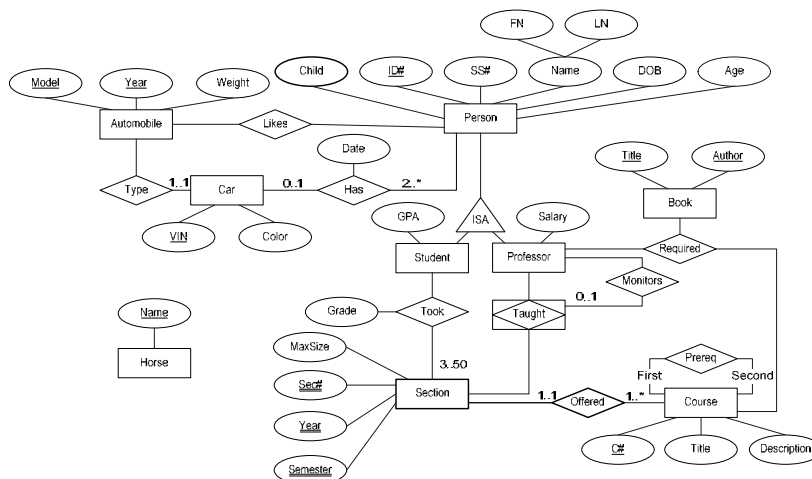 FN LN
Model Year Weight Child ID# SS# Name DOB Age
Automobile Likes Person
Date Title Author
Type 1..1 Car 0..1 Has 2..* Book
GPA ISA Salary
VIN Color Student Professor Required
Monitors
0..1
Name Grade Took Taught
Horse MaxSize Prereq
3..50 First Second
Sec# Section 1..1 Offered 1..* Course
Year
C# Title Description
Semester